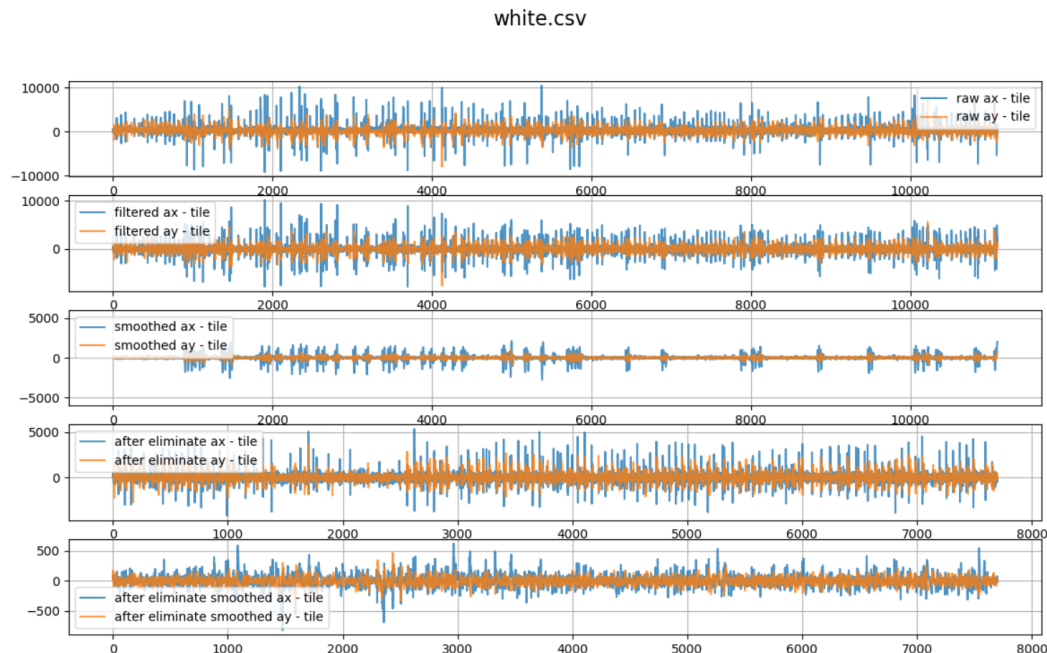 white.csv
10000
0
−10000
raw ax - tile
raw ay - tile
0 2000 4000 6000 8000 10000
10000
0
filtered ax - tile
filtered ay - tile
0 2000 4000 6000 8000 10000
5000
0
−5000
smoothed ax - tile
smoothed ay - tile
0 2000 4000 6000 8000 10000
5000
0
after eliminate ax - tile
after eliminate ay - tile
0 1000 2000 3000 4000 5000 6000 7000 8000
500
0
−500
after eliminate smoothed ax - tile
after eliminate smoothed ay - tile
0 1000 2000 3000 4000 5000 6000 7000 8000